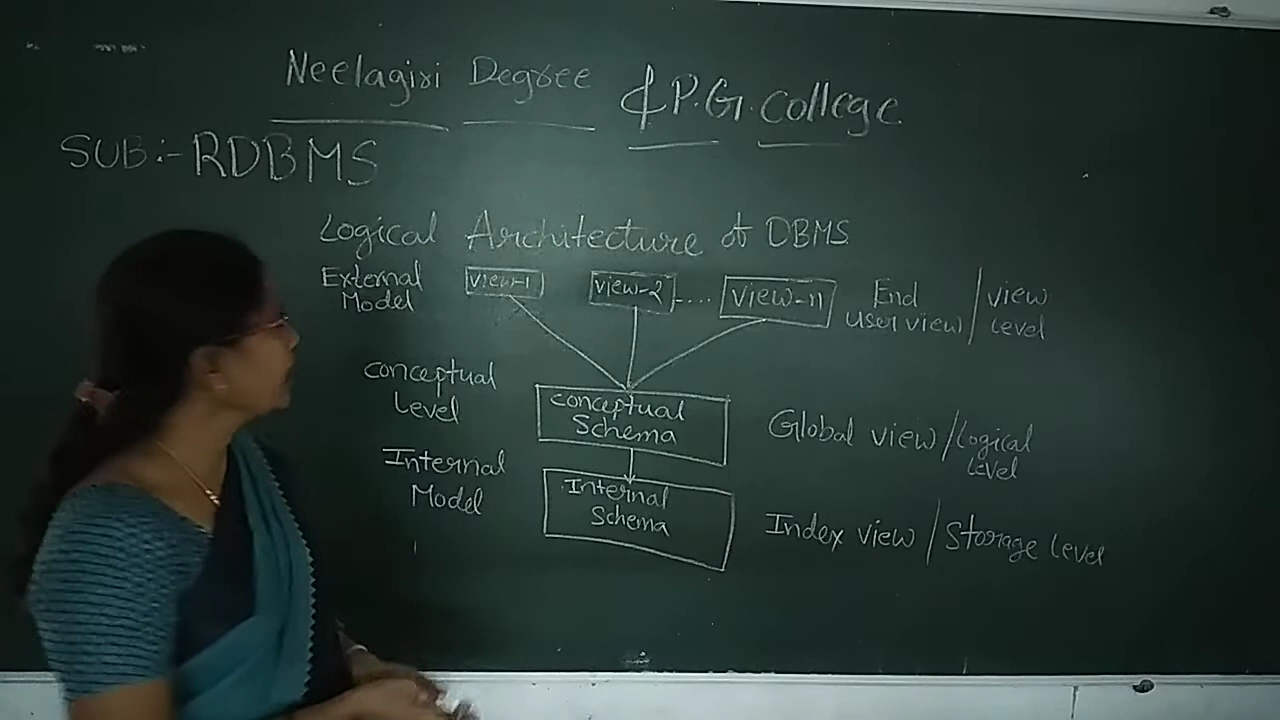 Neelagiri Degree & P.G. College
SUB:- RDBMS
Logical Architecture of DBMS
External Model
view-1
view-2
....
view-n
End user view / view Level
Conceptual Level
Conceptual Schema
Global view / Logical Level
Internal Model
Internal Schema
Index view / Storage Level